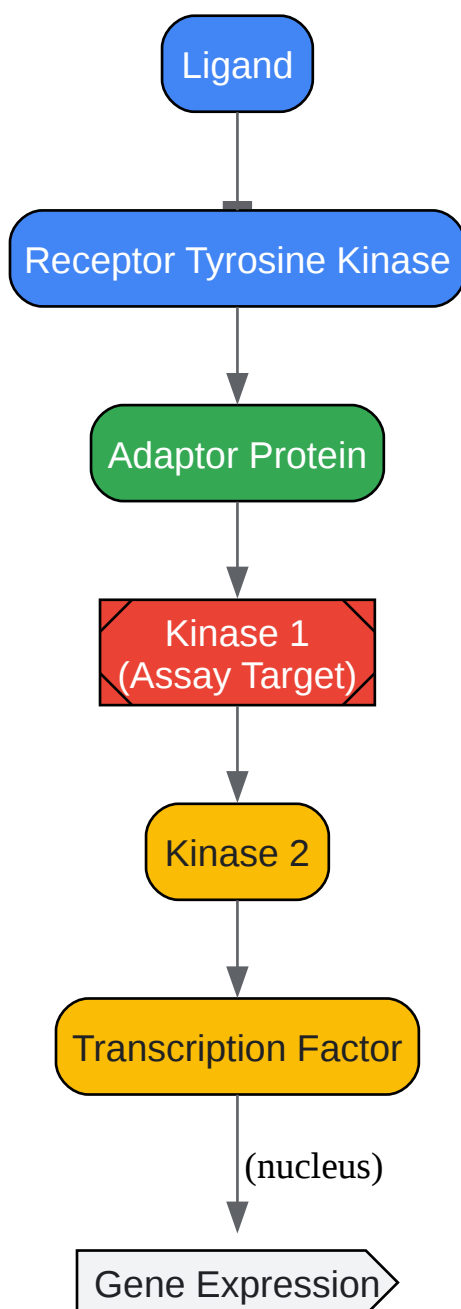 Ligand
Receptor Tyrosine Kinase
Adaptor Protein
Kinase 1
(Assay Target)
Kinase 2
Transcription Factor
(nucleus)
Gene Expression